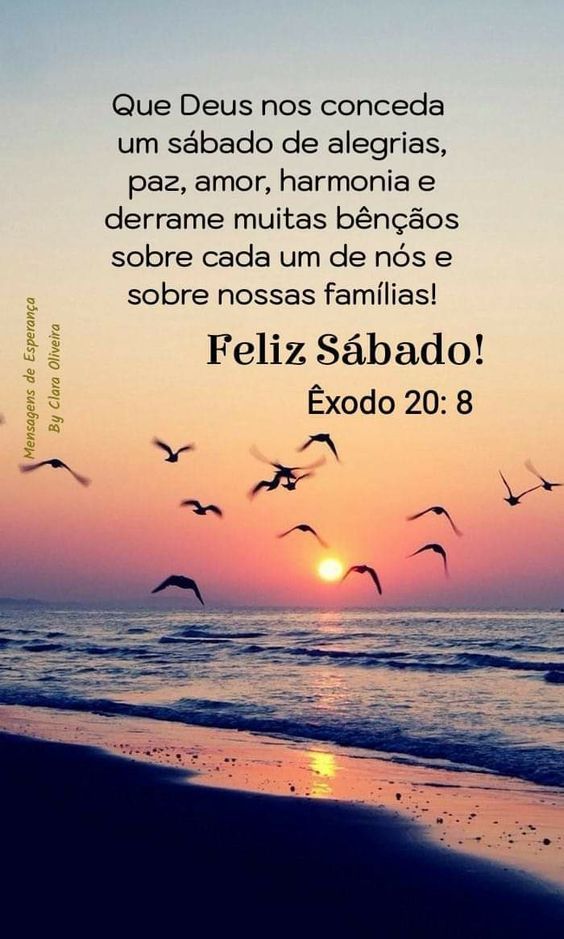 Que Deus nos conceda
um sábado de alegrias,
paz, amor, harmonia e
derrame muitas bênçãos
sobre cada um de nós e
sobre nossas famílias!
Feliz Sábado!
Êxodo 20: 8
Mensagens de Esperança
By Clara Oliveira